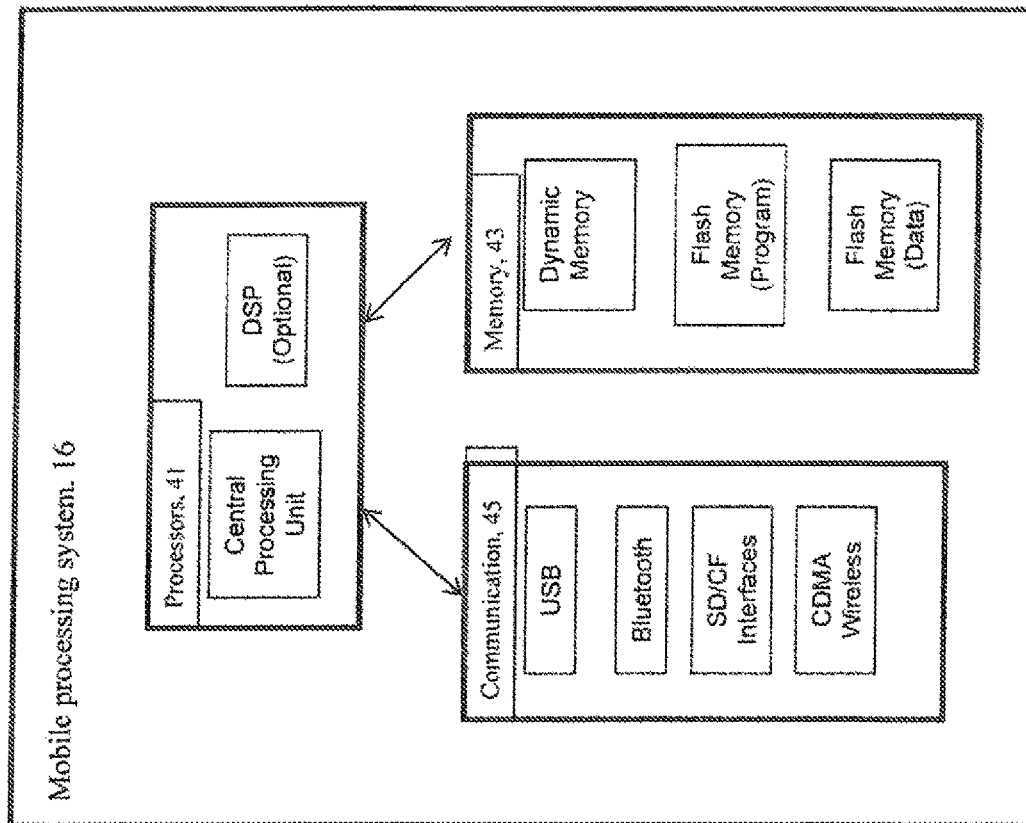 Mobile processing system. 16
Processors, 41
Central
Processing
Unit
DSP
(Optional)
Communication, 45
USB
Bluetooth
SD/CF
Interfaces
CDMA
Wireless
Memory, 43
Dynamic
Memory
Flash
Memory
(Program)
Flash
Memory
(Data)